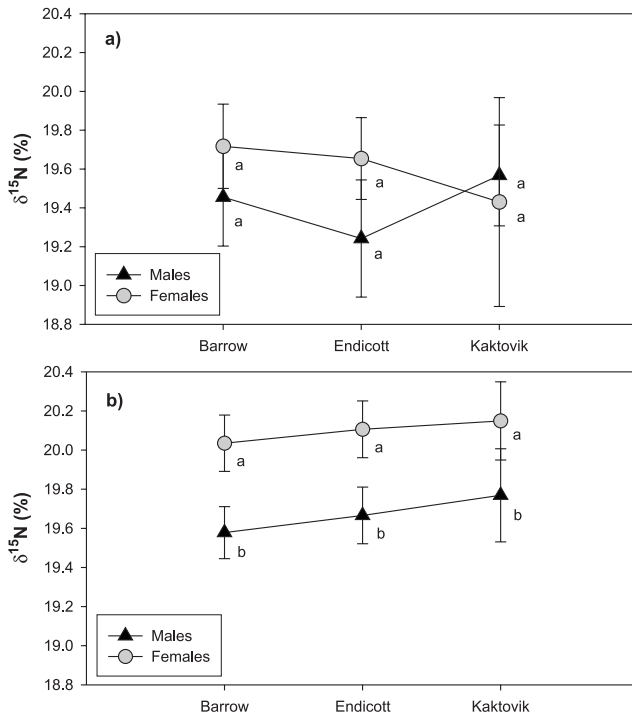 20.4
20.2
20.0
19.8
19.6
19.4
19.2
19.0
18.8
δ¹⁵N (%)
a)
a
a
a
a
a
a
Males
Females
Barrow Endicott Kaktovik
20.4
20.2
20.0
19.8
19.6
19.4
19.2
19.0
18.8
δ¹⁵N (%)
b)
a
a
a
b
b
b
Males
Females
Barrow Endicott Kaktovik